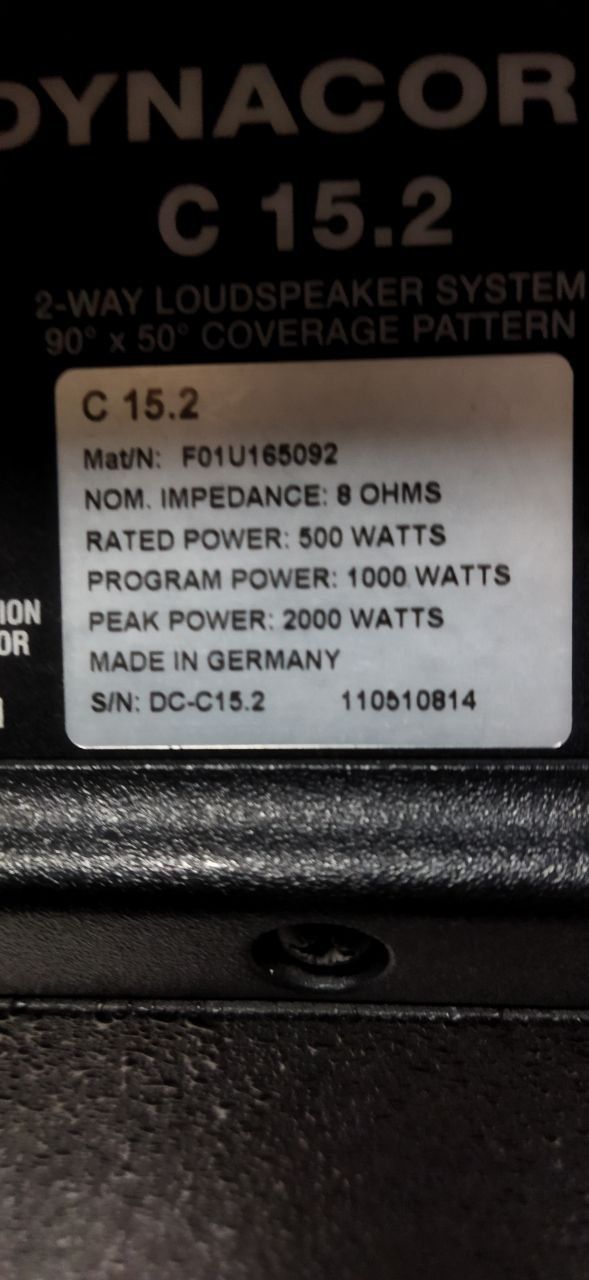 DYNACOR
C 15.2
2-WAY LOUDSPEAKER SYSTEM
90° x 50° COVERAGE PATTERN
C 15.2
Mat/N: F01U165092
NOM. IMPEDANCE: 8 OHMS
RATED POWER: 500 WATTS
PROGRAM POWER: 1000 WATTS
PEAK POWER: 2000 WATTS
MADE IN GERMANY
S/N: DC-C15.2 110510814
ION
OR